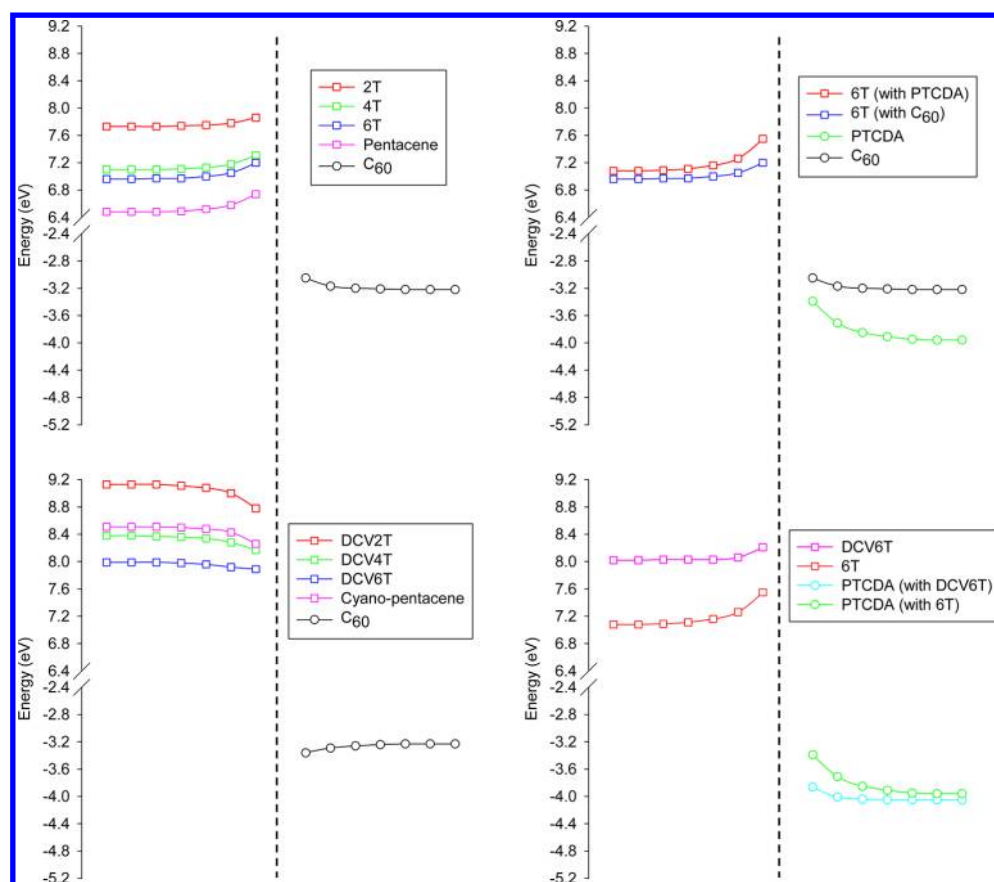 9.2
8.8
8.4
8.0
7.6
7.2
6.8
6.4
-2.4
-2.8
-3.2
-3.6
-4.0
-4.4
-4.8
-5.2
Energy (eV)
2T
4T
6T
Pentacene
C60
9.2
8.8
8.4
8.0
7.6
7.2
6.8
6.4
-2.4
-2.8
-3.2
-3.6
-4.0
-4.4
-4.8
-5.2
Energy (eV)
6T (with PTCDA)
6T (with C60)
PTCDA
C60
9.2
8.8
8.4
8.0
7.6
7.2
6.8
6.4
-2.4
-2.8
-3.2
-3.6
-4.0
-4.4
-4.8
-5.2
Energy (eV)
DCV2T
DCV4T
DCV6T
Cyano-pentacene
C60
9.2
8.8
8.4
8.0
7.6
7.2
6.8
6.4
-2.4
-2.8
-3.2
-3.6
-4.0
-4.4
-4.8
-5.2
Energy (eV)
DCV6T
6T
PTCDA (with DCV6T)
PTCDA (with 6T)